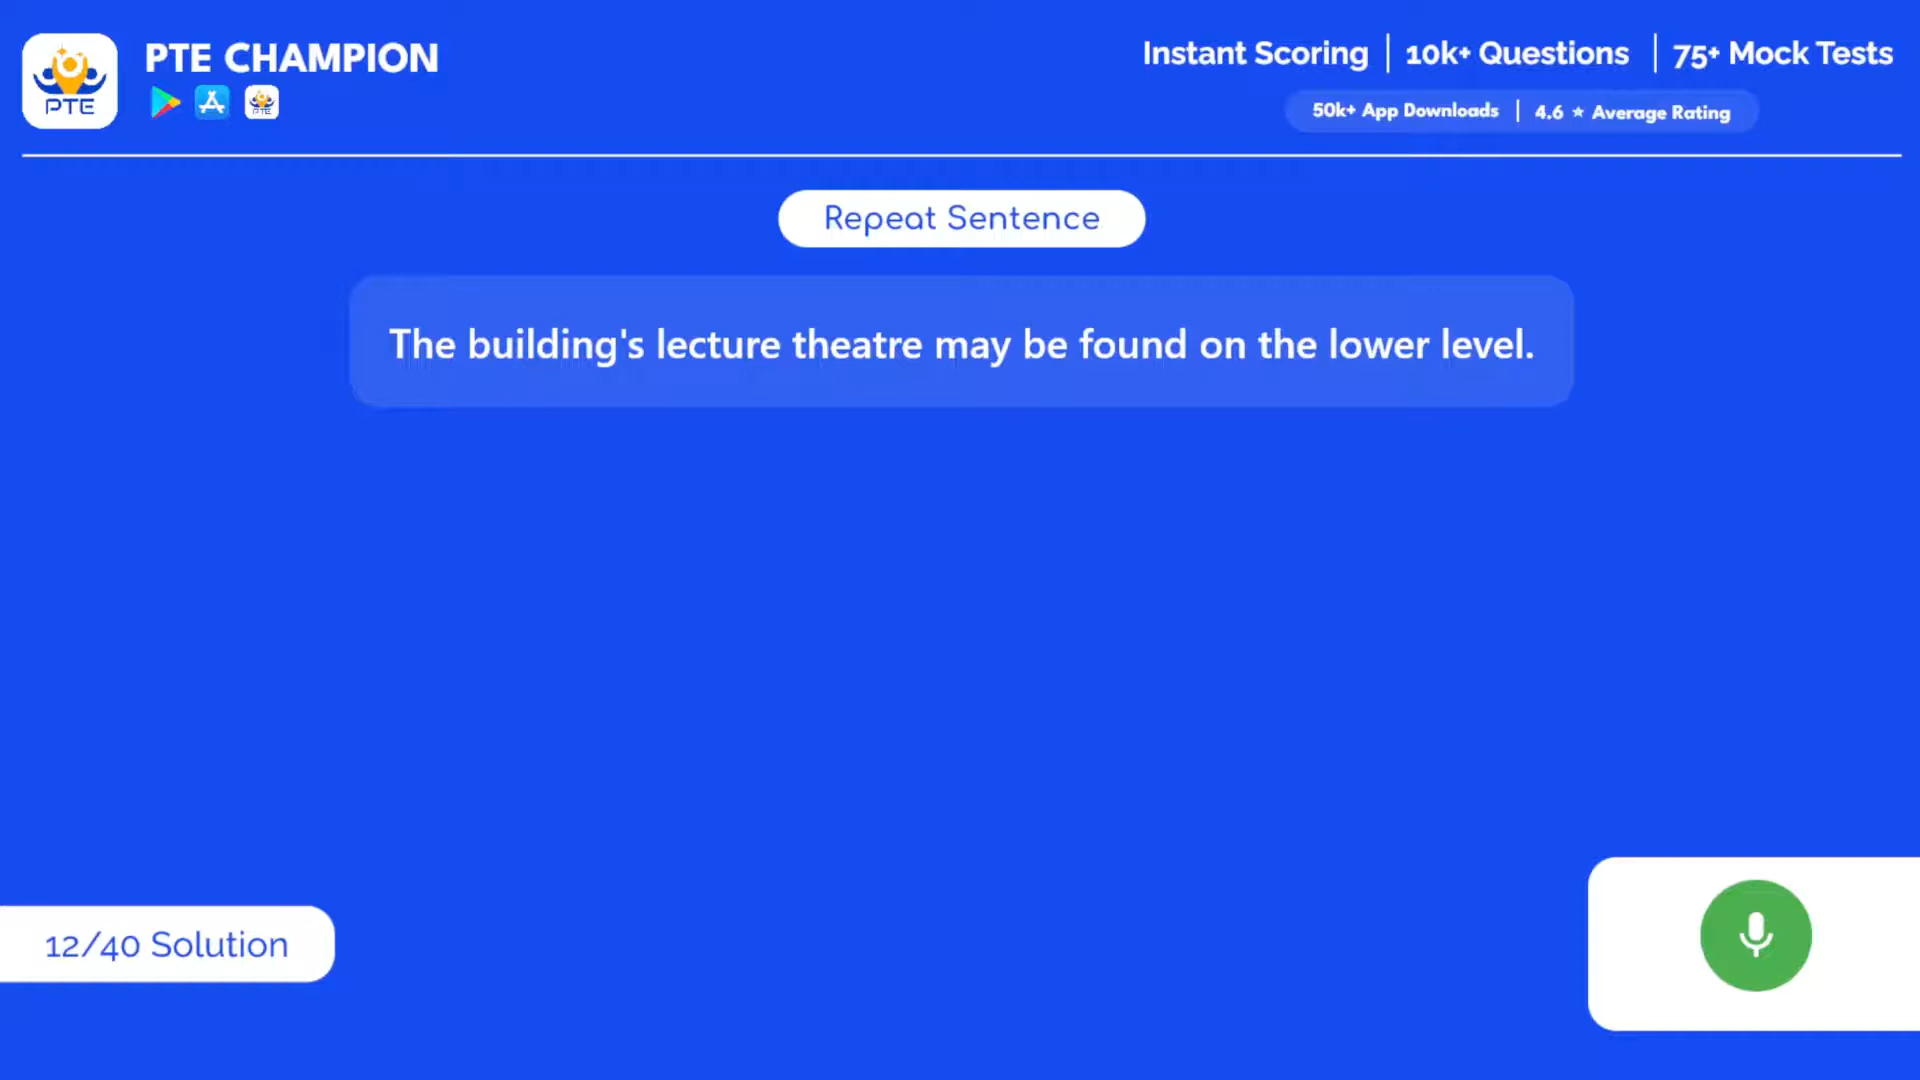 PTE CHAMPION
PTE
PTE
Instant Scoring | 10k+ Questions | 75+ Mock Tests
50k+ App Downloads | 4.6 ★ Average Rating
Repeat Sentence
The building's lecture theatre may be found on the lower level.
12/40 Solution